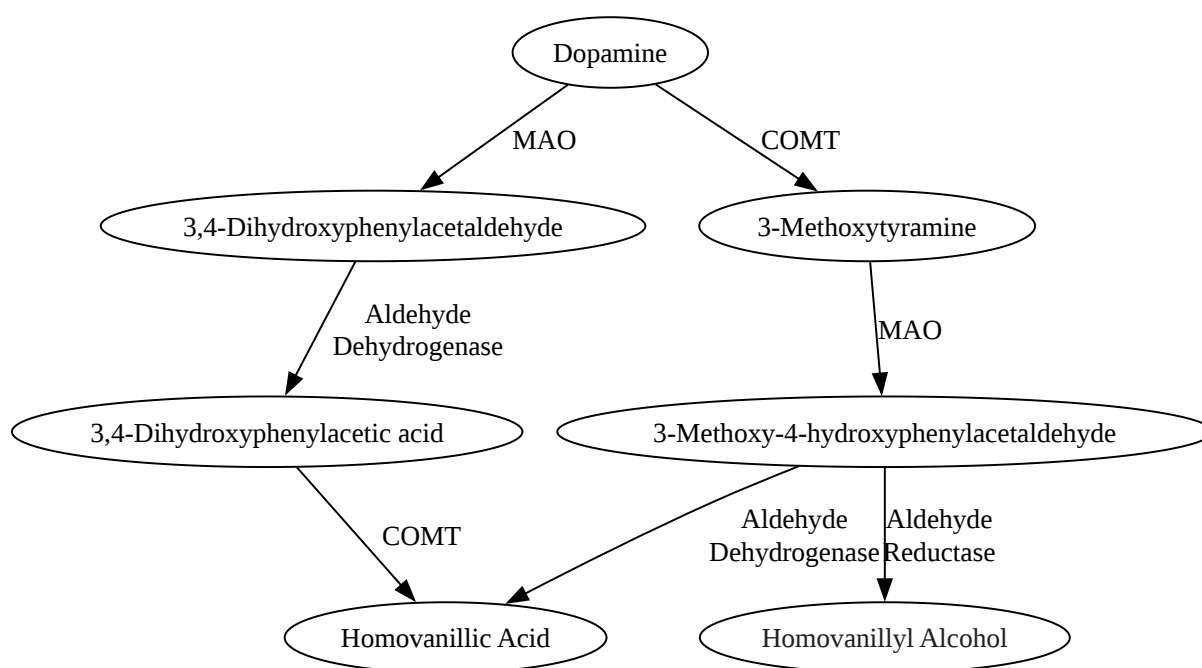 Dopamine
MAO
COMT
3,4-Dihydroxyphenylacetaldehyde
3-Methoxytyramine
Aldehyde
Dehydrogenase
MAO
3,4-Dihydroxyphenylacetic acid
3-Methoxy-4-hydroxyphenylacetaldehyde
COMT
Aldehyde
Dehydrogenase
Aldehyde
Reductase
Homovanillic Acid
Homovanillyl Alcohol